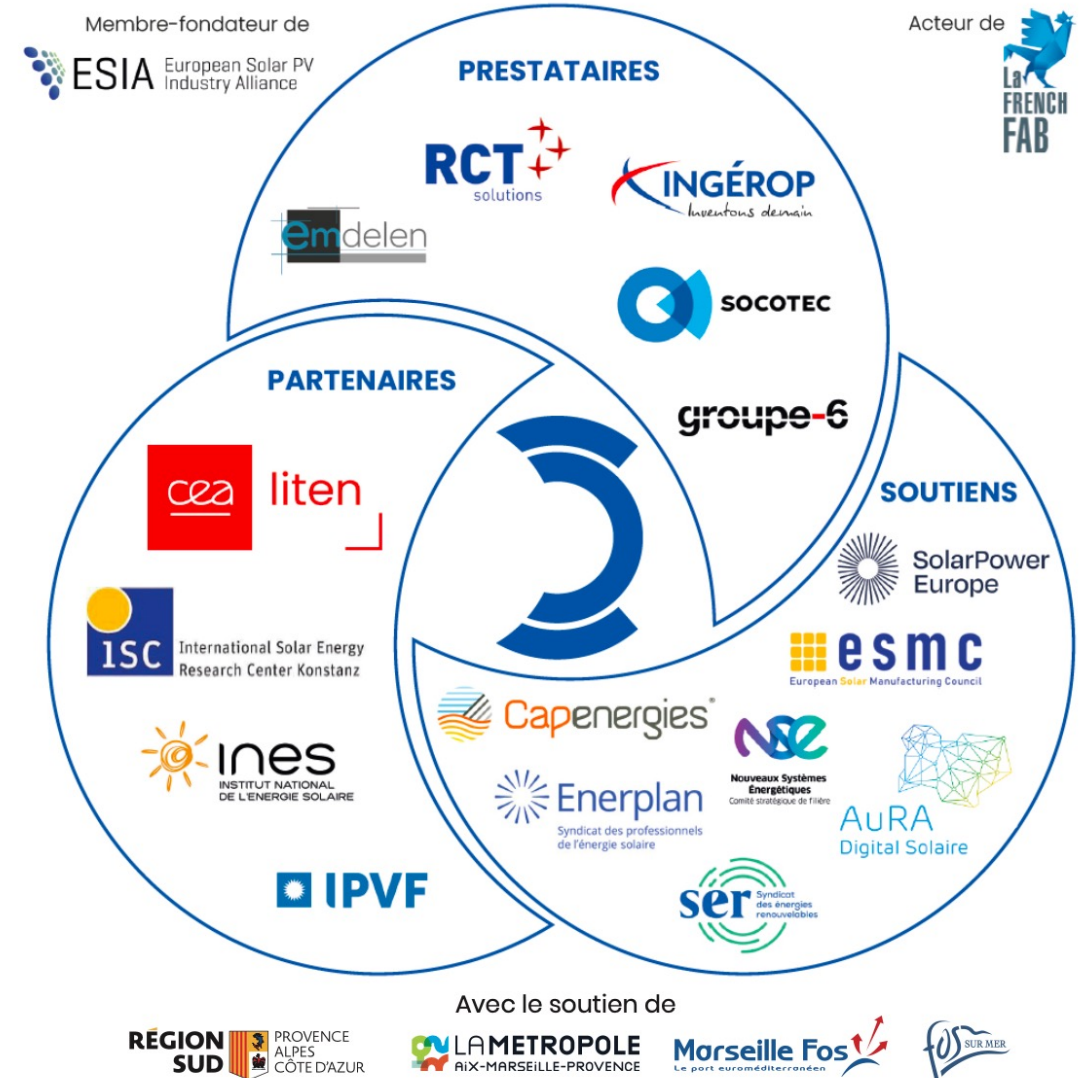 Membre-fondateur de
ESIA European Solar PV
Industry Alliance
Acteur de
La
FRENCH
FAB
PRESTATAIRES
RCT
solutions
INGÉROP
Inventons demain
emdelen
SOCOTEC
groupe-6
PARTENAIRES
cea liten
ISC International Solar Energy
Research Center Konstanz
ines
INSTITUT NATIONAL
DE L'ENERGIE SOLAIRE
IPVF
SOUTIENS
SolarPower
Europe
esmc
European Solar Manufacturing Council
Capenergies®
NSE
Nouveaux Systèmes
Énergétiques
Comité stratégique de filière
Enerplan
Syndicat des professionnels
de l'énergie solaire
AuRA
Digital Solaire
ser Syndicat
des énergies
renouvelables
Avec le soutien de
RÉGION
SUD
PROVENCE
ALPES
CÔTE D'AZUR
LAMETROPOLE
AiX-MARSEILLE-PROVENCE
Marseille Fos
Le port euroméditerranéen
fos SUR MER